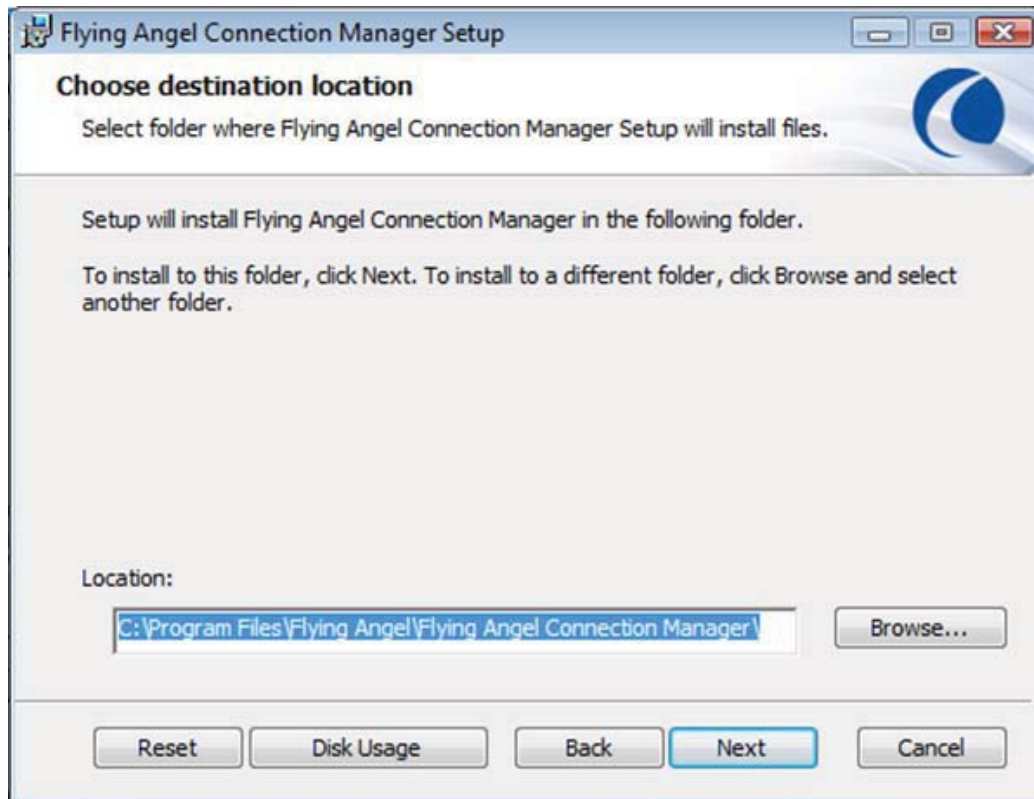 Flying Angel Connection Manager Setup
Choose destination location
Select folder where Flying Angel Connection Manager Setup will install files.
Setup will install Flying Angel Connection Manager in the following folder.
To install to this folder, click Next. To install to a different folder, click Browse and select
another folder.
Location:
C:\Program Files\Flying Angel\Flying Angel Connection Manager\
Browse...
Reset
Disk Usage
Back
Next
Cancel